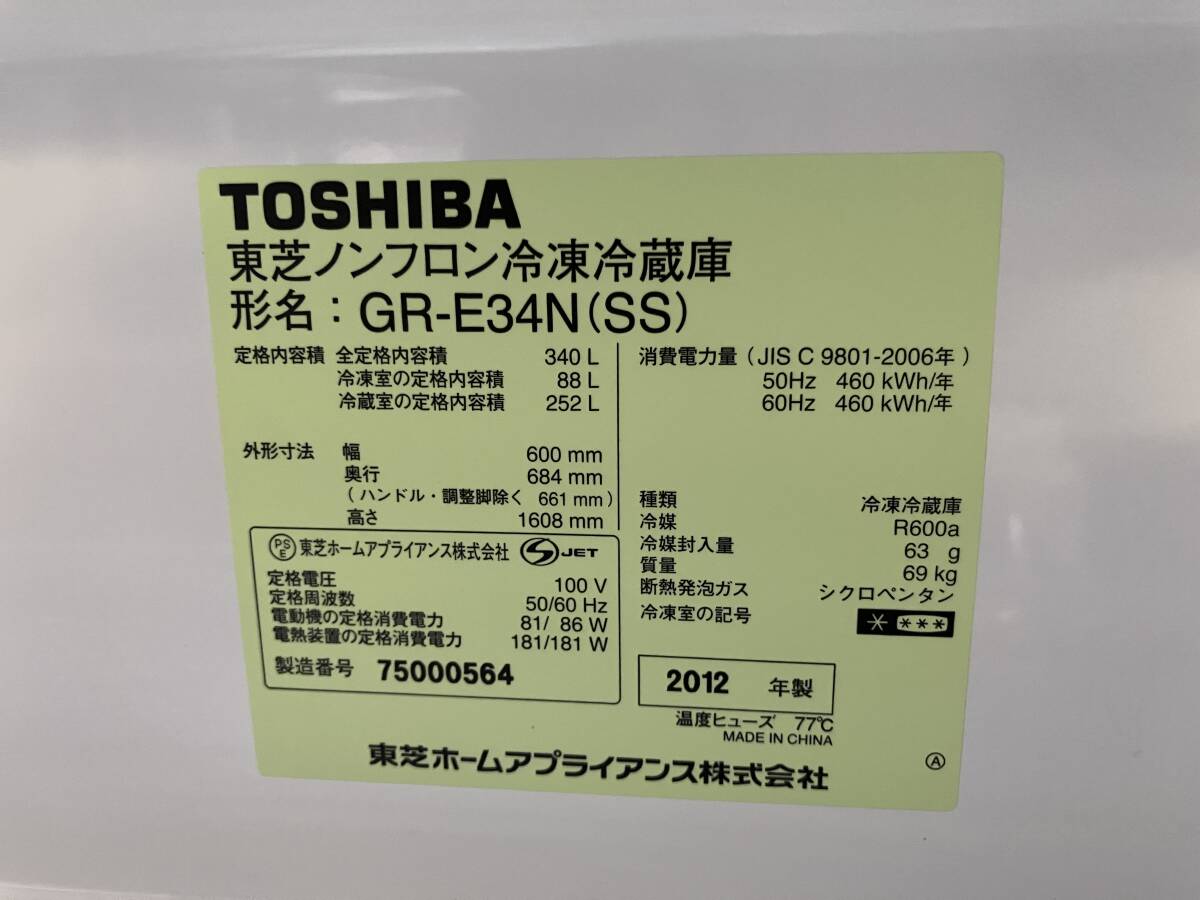 TOSHIBA
東芝ノンフロン冷凍冷蔵庫
形名：GR-E34N(SS)
定格内容積 全定格内容積 340 L
冷凍室の定格内容積 88 L
冷蔵室の定格内容積 252 L
外形寸法 幅 600 mm
奥行 684 mm
(ハンドル・調整脚除く 661 mm)
高さ 1608 mm
消費電力量（JIS C 9801-2006年）
50Hz 460 kWh/年
60Hz 460 kWh/年
種類 冷凍冷蔵庫
冷媒 R600a
冷媒封入量 63 g
質量 69 kg
断熱発泡ガス シクロペンタン
冷凍室の記号 * ***
PSE 東芝ホームアプライアンス株式会社 JET
定格電圧 100 V
定格周波数 50/60 Hz
電動機の定格消費電力 81/ 86 W
電熱装置の定格消費電力 181/181 W
製造番号 75000564
2012 年製
温度ヒューズ 77℃
MADE IN CHINA
東芝ホームアプライアンス株式会社
Ⓐ